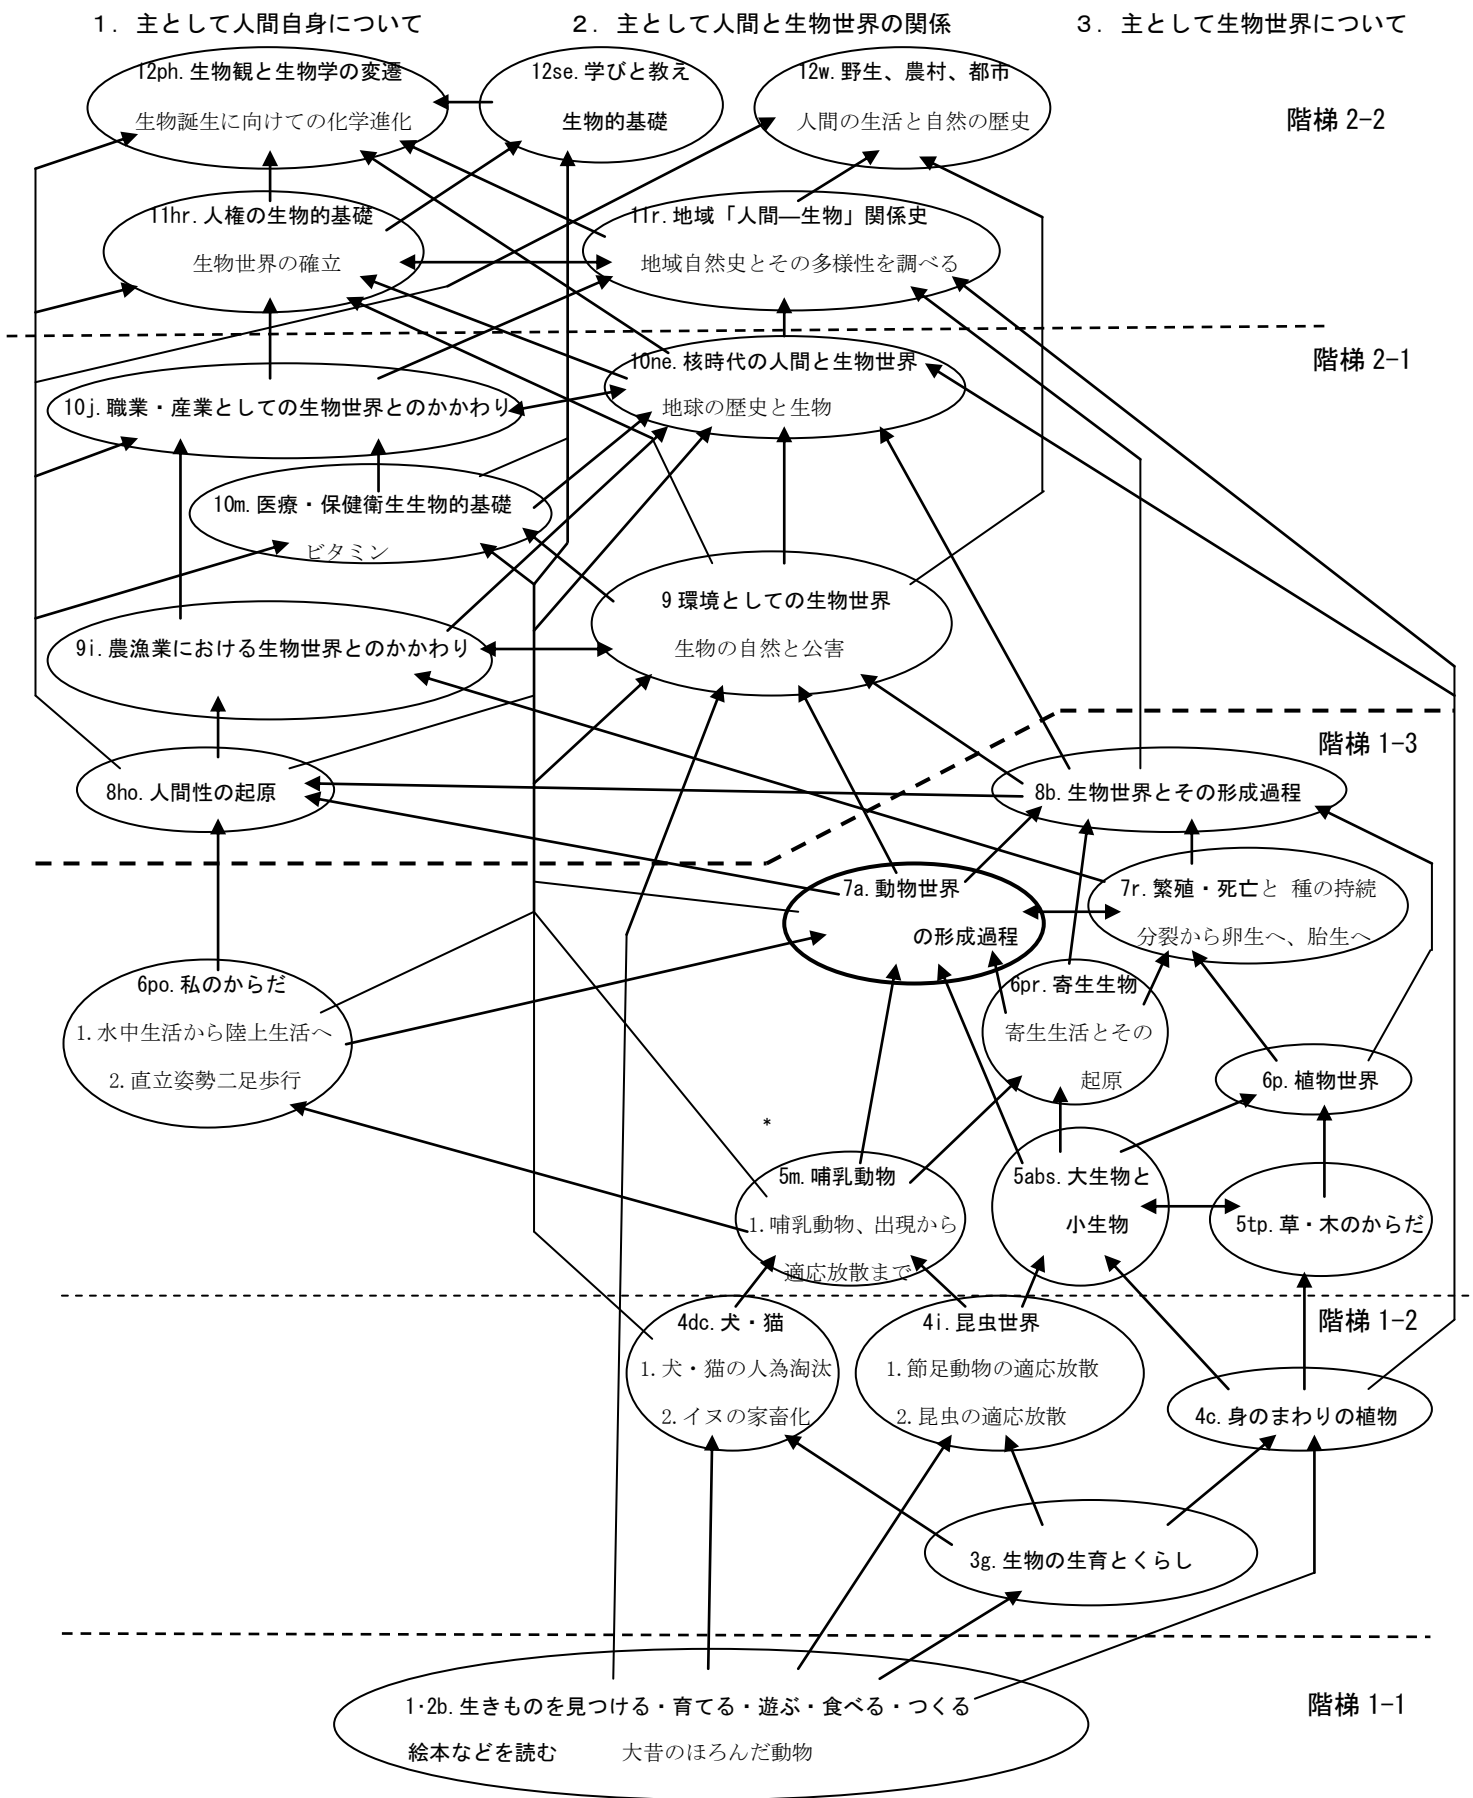 １．主として人間自身について
２．主として人間と生物世界の関係
３．主として生物世界について
12ph.生物観と生物学の変遷
生物誕生に向けての化学進化
12se.学びと教え
生物的基礎
12w.野生、農村、都市
人間の生活と自然の歴史
階梯 2-2
11hr.人権の生物的基礎
生物世界の確立
11r.地域「人間―生物」関係史
地域自然史とその多様性を調べる
階梯 2-1
10ne.核時代の人間と生物世界
地球の歴史と生物
10j.職業・産業としての生物世界とのかかわり
10m.医療・保健衛生生物的基礎
ビタミン
9 環境としての生物世界
生物の自然と公害
9i.農漁業における生物世界とのかかわり
階梯 1-3
8ho.人間性の起原
8b.生物世界とその形成過程
7a.動物世界
の形成過程
7r.繁殖・死亡と 種の持続
分裂から卵生へ、胎生へ
6po.私のからだ
1.水中生活から陸上生活へ
2.直立姿勢二足歩行
6pr.寄生生物
寄生生活とその
起原
6p.植物世界
*
5m.哺乳動物
1.哺乳動物、出現から
適応放散まで
5abs.大生物と
小生物
5tp.草・木のからだ
階梯 1-2
4dc.犬・猫
1.犬・猫の人為淘汰
2.イヌの家畜化
4i.昆虫世界
1.節足動物の適応放散
2.昆虫の適応放散
4c.身のまわりの植物
3g.生物の生育とくらし
階梯 1-1
1･2b.生きものを見つける・育てる・遊ぶ・食べる・つくる
絵本などを読む 大昔のほろんだ動物